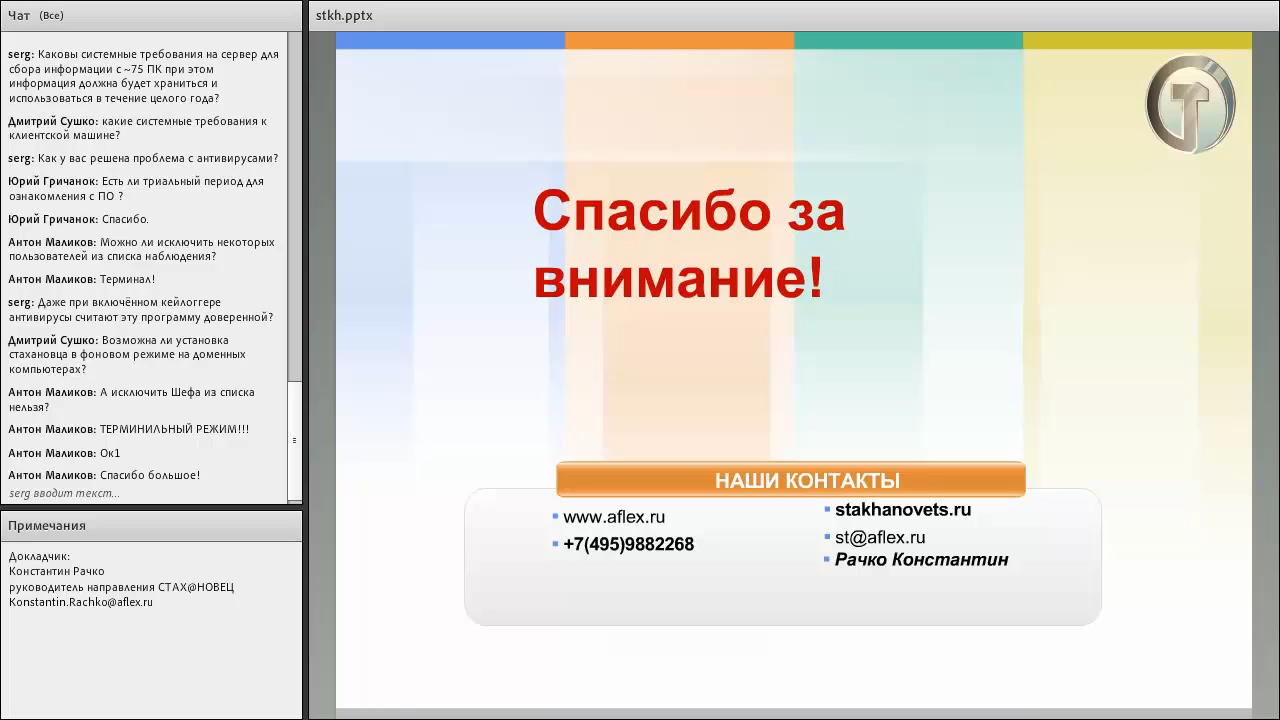 Чат (Все)
serg: Каковы системные требования на сервер для
сбора информации с ~75 ПК при этом
информация должна будет храниться и
использоваться в течение целого года?
Дмитрий Сушко: какие системные требования к
клиентской машине?
serg: Как у вас решена проблема с антивирусами?
Юрий Гричанок: Есть ли триальный период для
ознакомления с ПО ?
Юрий Гричанок: Спасибо.
Антон Маликов: Можно ли исключить некоторых
пользователей из списка наблюдения?
Антон Маликов: Терминал!
serg: Даже при включённом кейлоггере
антивирусы считают эту программу доверенной?
Дмитрий Сушко: Возможна ли установка
стахановца в фоновом режиме на доменных
компьютерах?
Антон Маликов: А исключить Шефа из списка
нельзя?
Антон Маликов: ТЕРМИНИЛЬНЫЙ РЕЖИМ!!!
Антон Маликов: Ок1
Антон Маликов: Спасибо большое!
serg вводит текст...
Примечания
Докладчик:
Константин Рачко
руководитель направления СТАХ@НОВЕЦ
Konstantin.Rachko@aflex.ru
stkh.pptx
Спасибо за
внимание!
НАШИ КОНТАКТЫ
www.aflex.ru
+7(495)9882268
stakhanovets.ru
st@aflex.ru
Рачко Константин